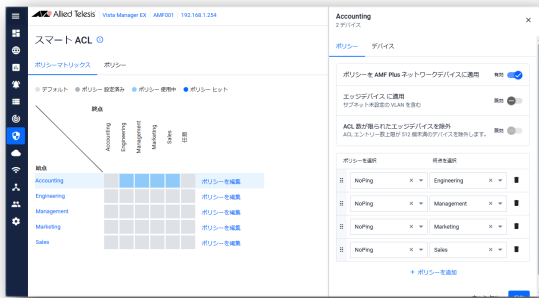 Allied Telesis Vista Manager EX AMF001 192.168.1.254
スマート ACL
ポリシーマトリックス ポリシー
デフォルト ポリシー 設定済み ポリシー 使用中 ポリシー ヒット
終点
Accounting
Engineering
Management
Marketing
Sales
任意
始点
Accounting ポリシーを編集
Engineering ポリシーを編集
Management ポリシーを編集
Marketing ポリシーを編集
Sales ポリシーを編集
Accounting
2 デバイス
ポリシー デバイス
ポリシーを AMF Plus ネットワークデバイスに適用 有効
エッジデバイス に適用 無効
サブネット未設定の VLAN を含む
ACL 数が限られたエッジデバイスを除外 無効
ACL エントリー数上限が 512 個未満のデバイスを除外します。
ポリシーを選択 終点を選択
NoPing Engineering
NoPing Management
NoPing Marketing
NoPing Sales
+ ポリシーを追加